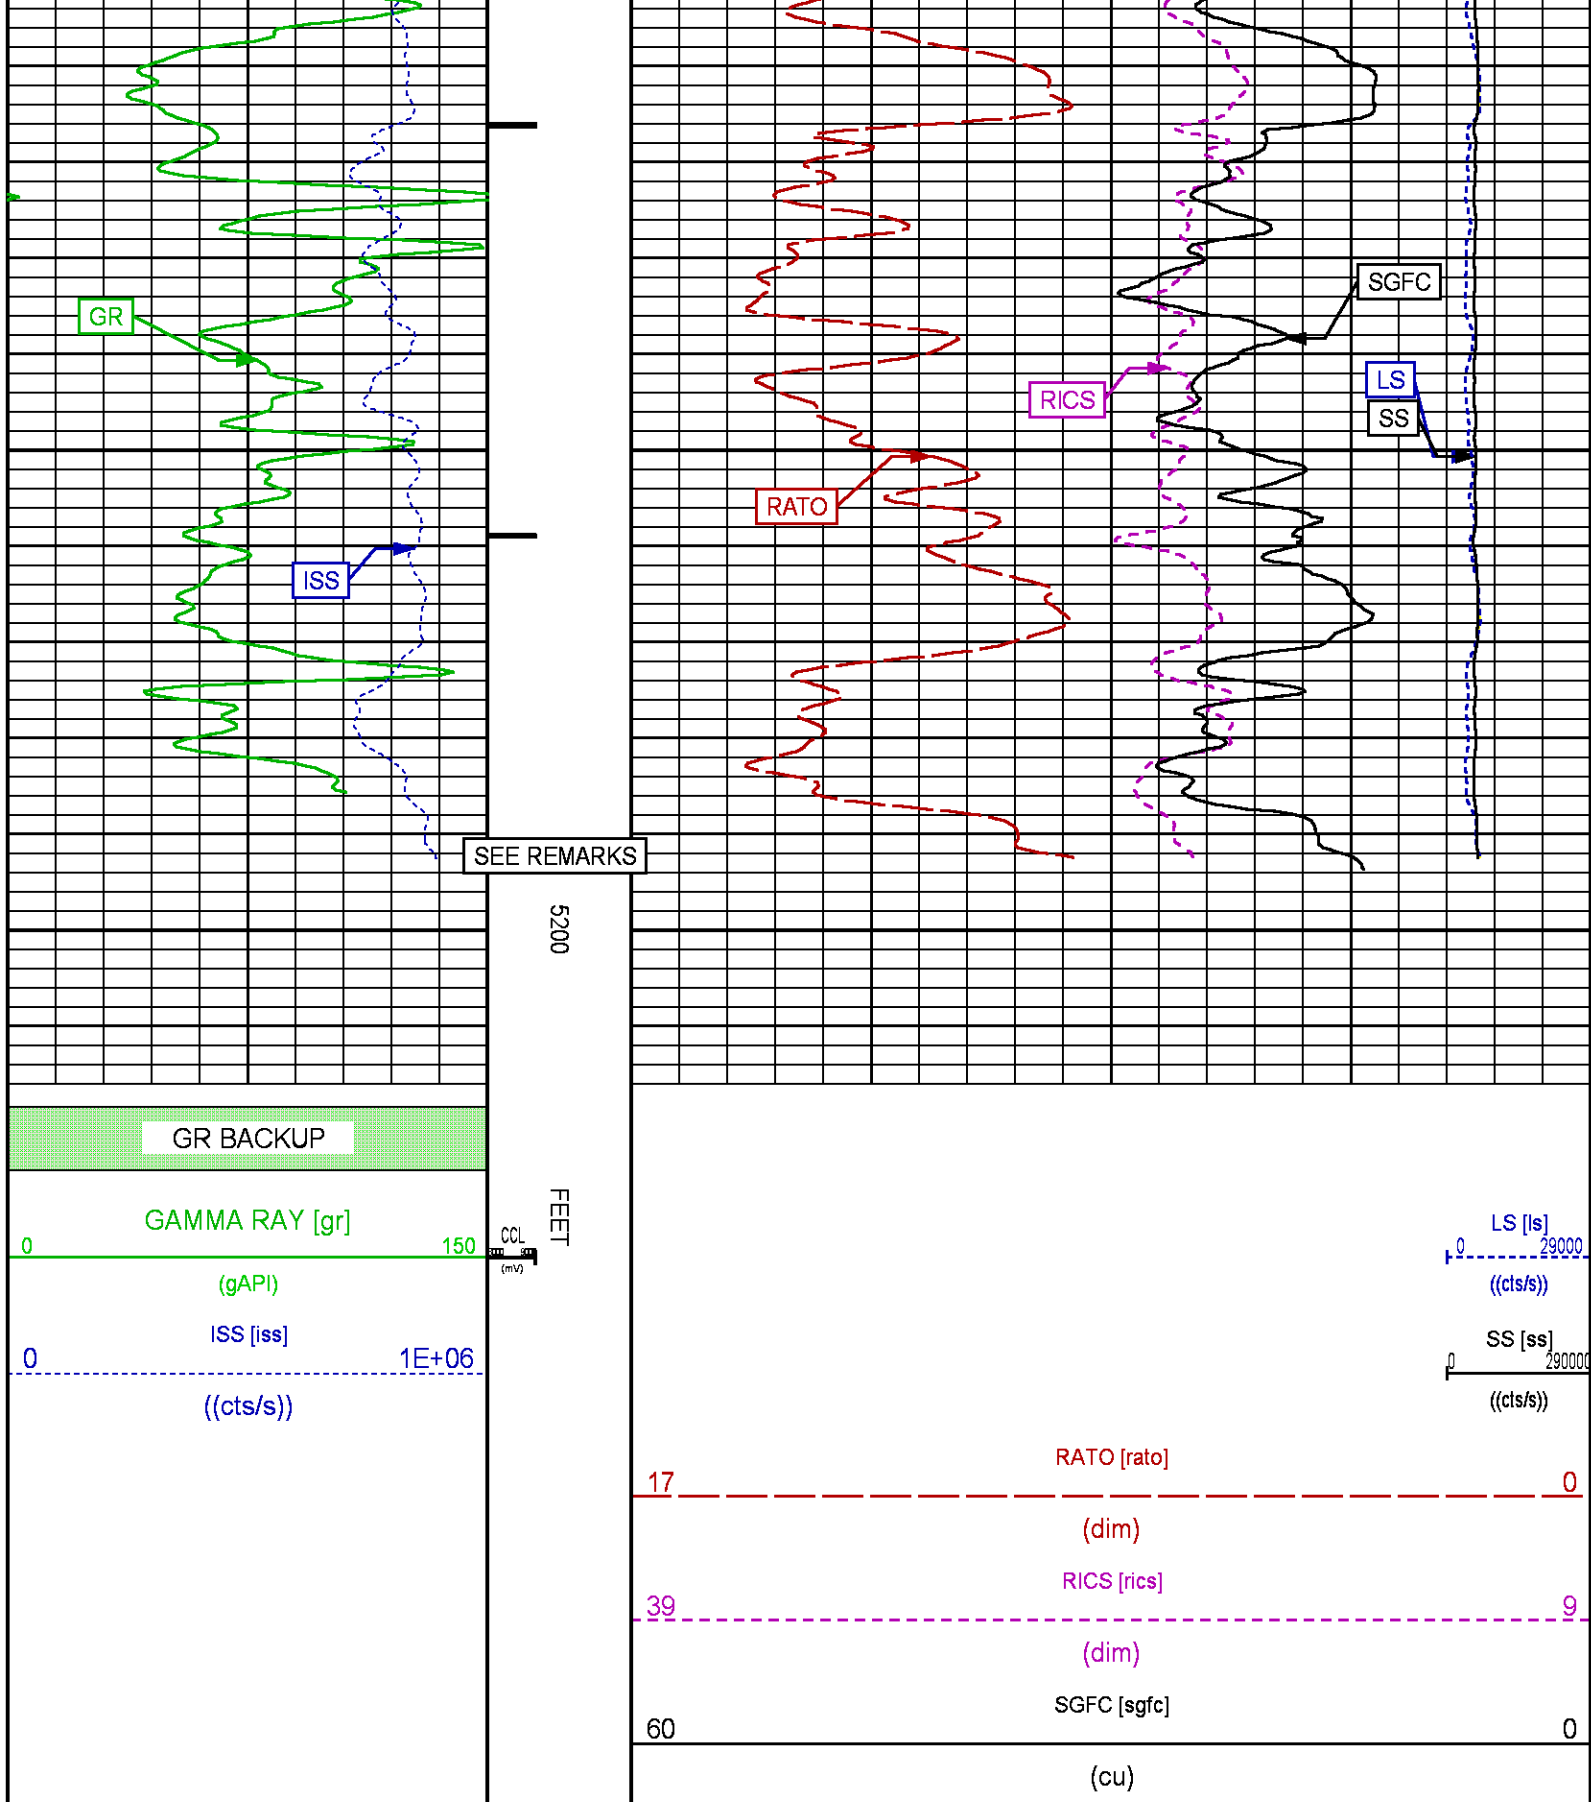 SGFC
GR
LS
RICS
SS
RATO
ISS
SEE REMARKS
5200
GR BACKUP
FEET
GAMMA RAY [gr]
0 150
(gAPI)
CCL
(mV)
LS [ls]
0 29000
((cts/s))
ISS [iss]
0 1E+06
((cts/s))
SS [ss]
0 290000
((cts/s))
RATO [rato]
17 0
(dim)
RICS [rics]
39 9
(dim)
SGFC [sgfc]
60 0
(cu)